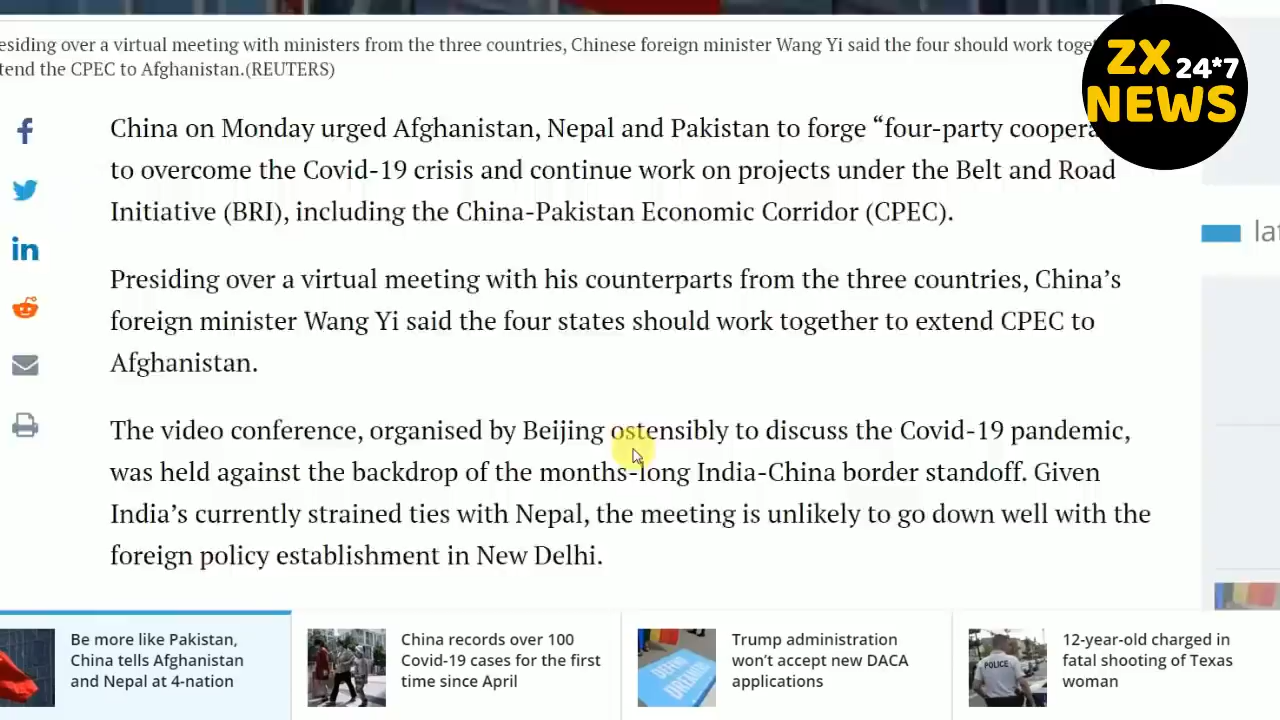 esiding over a virtual meeting with ministers from the three countries, Chinese foreign minister Wang Yi said the four should work toge
tend the CPEC to Afghanistan.(REUTERS)
ZX 24*7
NEWS
China on Monday urged Afghanistan, Nepal and Pakistan to forge “four-party coopera
to overcome the Covid-19 crisis and continue work on projects under the Belt and Road
Initiative (BRI), including the China-Pakistan Economic Corridor (CPEC).
lat
Presiding over a virtual meeting with his counterparts from the three countries, China’s
foreign minister Wang Yi said the four states should work together to extend CPEC to
Afghanistan.
The video conference, organised by Beijing ostensibly to discuss the Covid-19 pandemic,
was held against the backdrop of the months-long India-China border standoff. Given
India’s currently strained ties with Nepal, the meeting is unlikely to go down well with the
foreign policy establishment in New Delhi.
Be more like Pakistan,
China tells Afghanistan
and Nepal at 4-nation
China records over 100
Covid-19 cases for the first
time since April
DEFEND
DREAMERS
Trump administration
won’t accept new DACA
applications
POLICE
12-year-old charged in
fatal shooting of Texas
woman